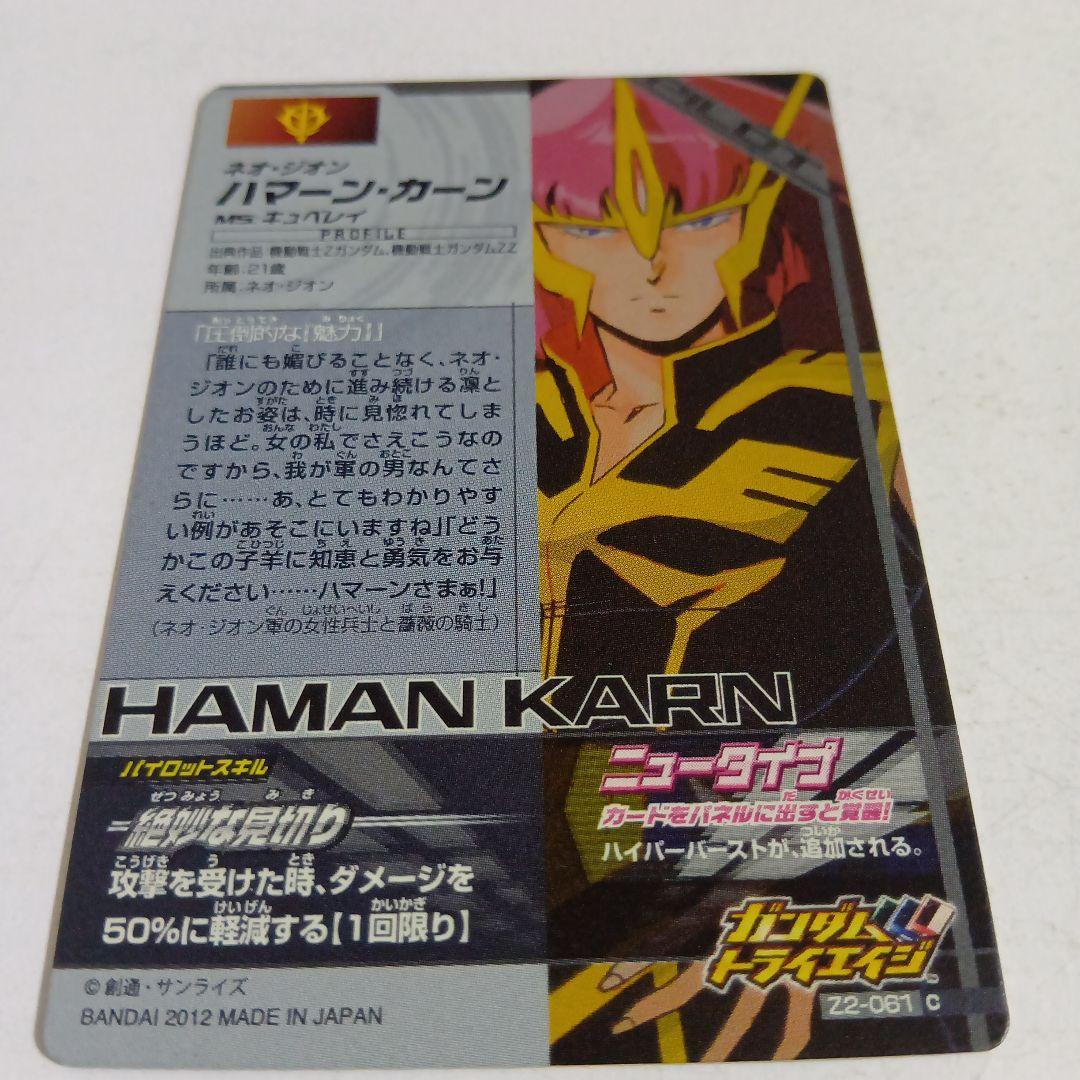 PILOT
ネオ・ジオン
ハマーン・カーン
MS:キュベレイ
PROFILE
出典作品:機動戦士Zガンダム、機動戦士ガンダムZZ
年齢:21歳
所属:ネオ・ジオン
「圧倒的な「魅力」」
「誰にも媚びることなく、ネオ・
ジオンのために進み続ける凛と
したお姿は、時に見惚れてしま
うほど。女の私でさえこうなの
ですから、我が軍の男なんてさ
らに……あ、とてもわかりやす
い例があそこにいますね」「どう
かこの子羊に知恵と勇気をお与
えください……ハマーンさまぁ!」
(ネオ・ジオン軍の女性兵士と薔薇の騎士)
HAMAN KARN
パイロットスキル
絶妙な見切り
攻撃を受けた時、ダメージを
50%に軽減する【1回限り】
ニュータイプ
カードをパネルに出すと覚醒!
ハイパーバーストが、追加される。
ガンダム
トライエイジ
© 創通・サンライズ
BANDAI 2012 MADE IN JAPAN
Z2-061 C